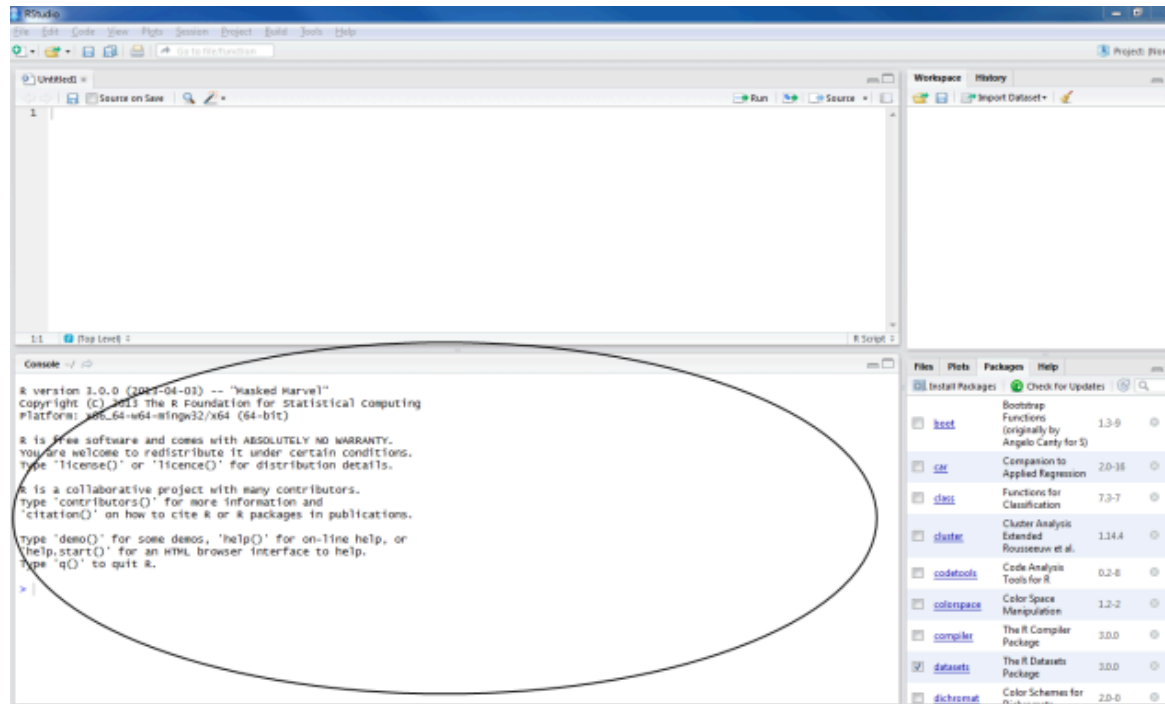 RStudio
File Edit Code View Plots Session Project Build Tools Help
Go to file/function
Project: (Non
Untitled1
Source on Save
Run
Source
1
1:1
(Top Level)
R Script
Workspace History
Import Dataset
Console ~/
R version 3.0.0 (2013-04-03) -- "Masked Marvel"
Copyright (C) 2013 The R Foundation for Statistical Computing
Platform: x86_64-w64-mingw32/x64 (64-bit)
R is free software and comes with ABSOLUTELY NO WARRANTY.
You are welcome to redistribute it under certain conditions.
Type 'license()' or 'licence()' for distribution details.
R is a collaborative project with many contributors.
Type 'contributors()' for more information and
'citation()' on how to cite R or R packages in publications.
Type 'demo()' for some demos, 'help()' for on-line help, or
'help.start()' for an HTML browser interface to help.
Type 'q()' to quit R.
>
Files Plots Packages Help
Install Packages Check for Updates
boot Bootstrap Functions (originally by Angelo Canty for S) 1.3-9
car Companion to Applied Regression 2.0-16
class Functions for Classification 7.3-7
cluster Cluster Analysis Extended Rousseeuw et al. 1.14.4
codetools Code Analysis Tools for R 0.2-8
colorspace Color Space Manipulation 1.2-2
compiler The R Compiler Package 3.0.0
datasets The R Datasets Package 3.0.0
dichromat Color Schemes for 2.0-0